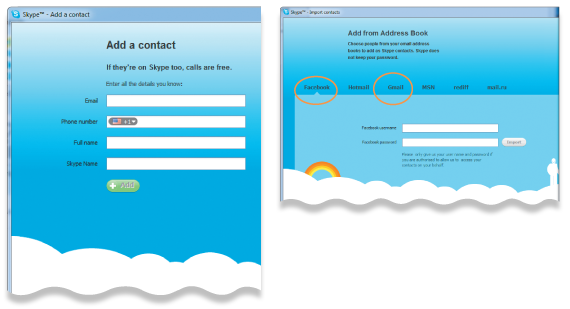 Skype™ - Add a contact
Add a contact
If they're on Skype too, calls are free.
Enter all the details you know:
Email
Phone number
+1
Full name
Skype Name
Add
Skype™ - Import contacts
Add from Address Book
Choose people from your email address
books to add as Skype contacts. Skype does
not keep your password.
Facebook Hotmail Gmail MSN rediff mail.ru
Facebook username:
Facebook password:
Import
Please only give us your user name and password if
you are authorised to allow us to access your
contacts on your behalf